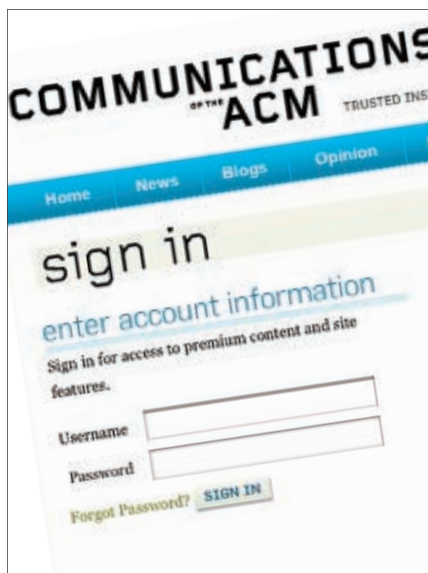 COMMUNICATIONS
OF THE
ACM
TRUSTED
Home News Blogs Opinion
sign in
enter account information
Sign in for access to premium content and site
features.
Username
Password
Forgot Password? SIGN IN